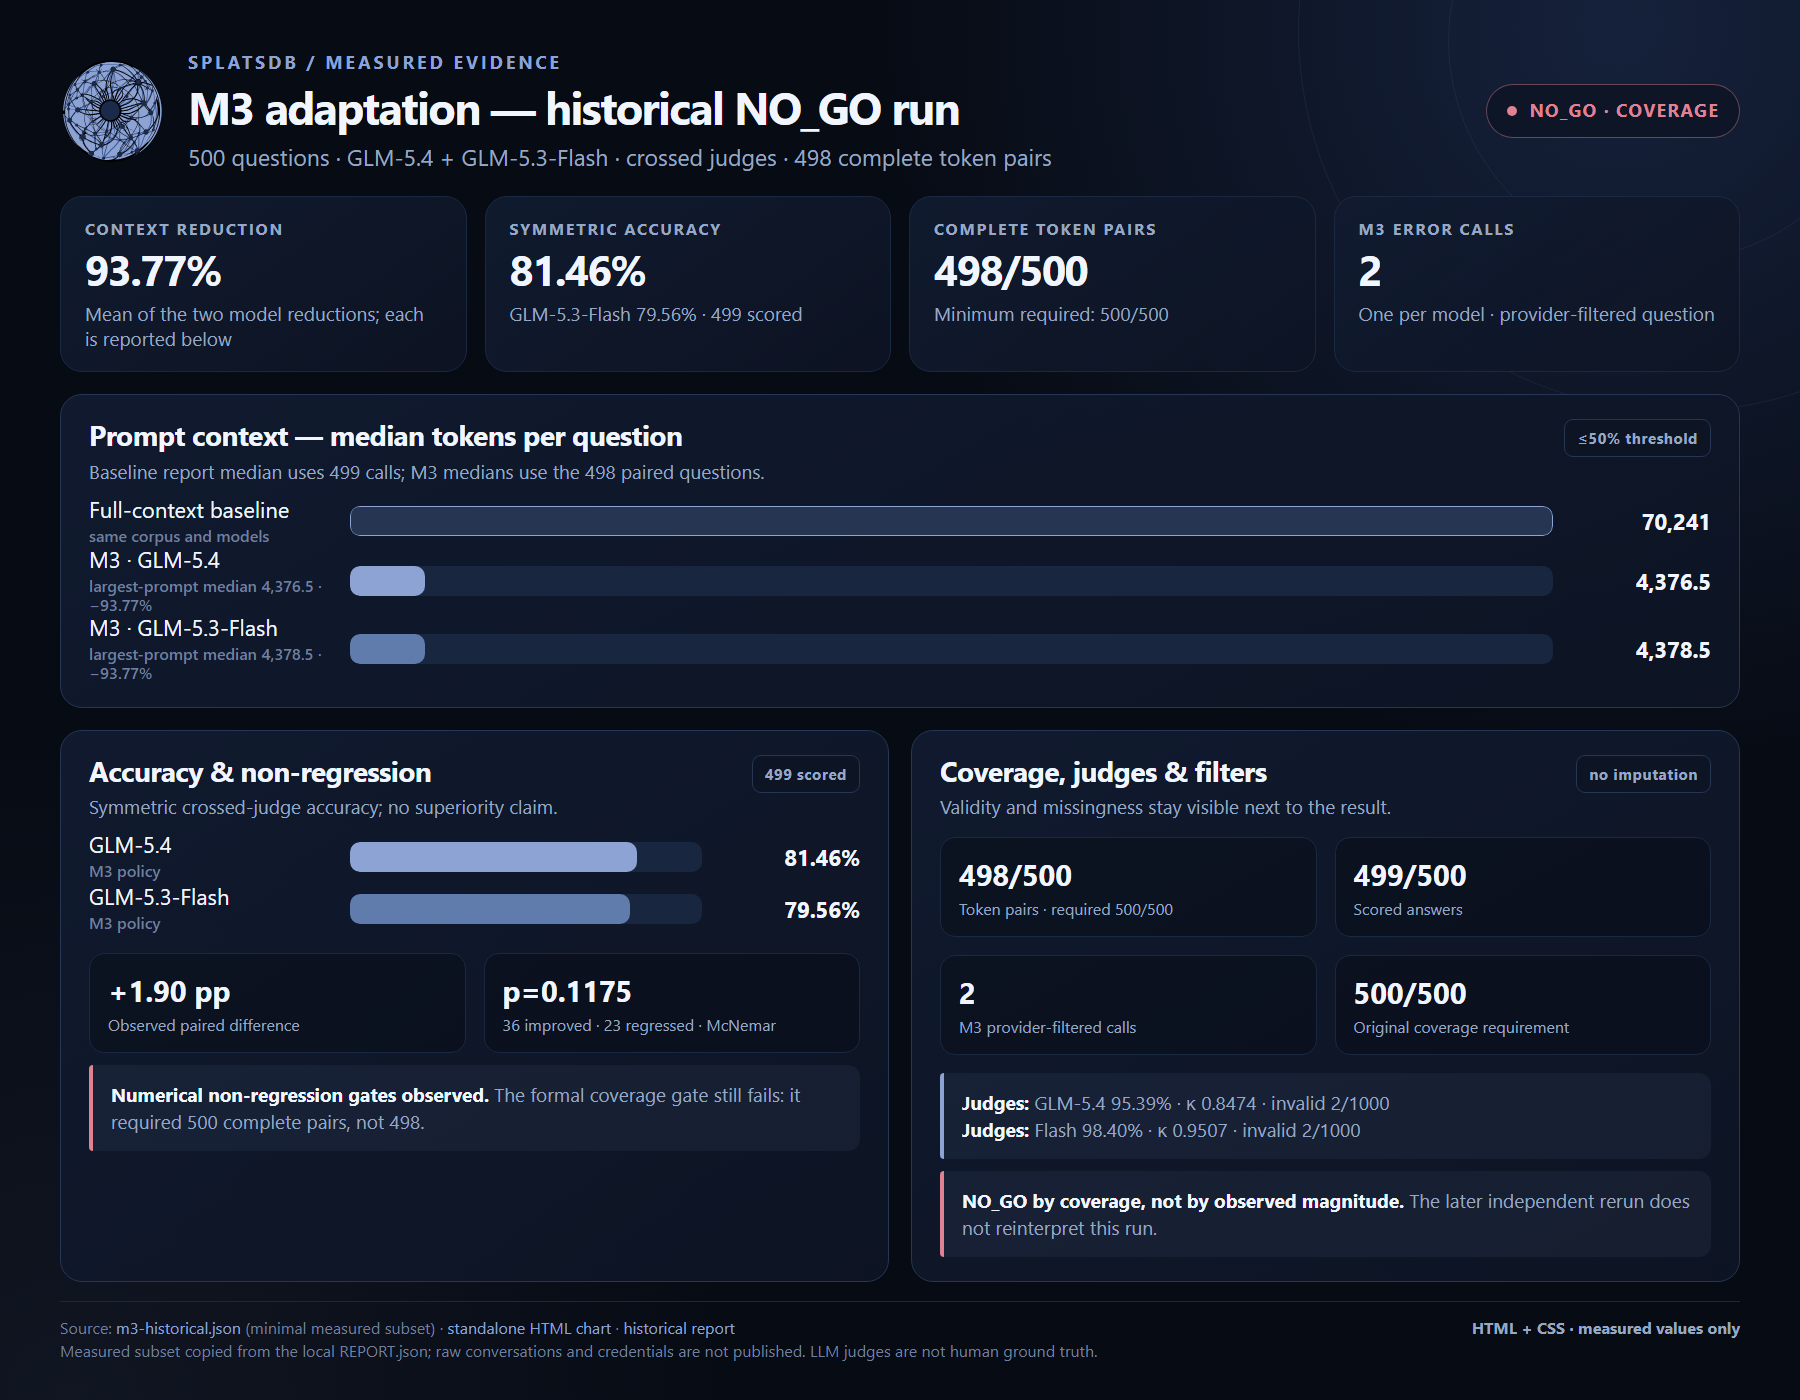 SPLATSDB / MEASURED EVIDENCE
M3 adaptation — historical NO_GO run
500 questions · GLM-5.4 + GLM-5.3-Flash · crossed judges · 498 complete token pairs
NO_GO · COVERAGE
CONTEXT REDUCTION
93.77%
Mean of the two model reductions; each
is reported below
SYMMETRIC ACCURACY
81.46%
GLM-5.3-Flash 79.56% · 499 scored
COMPLETE TOKEN PAIRS
498/500
Minimum required: 500/500
M3 ERROR CALLS
2
One per model · provider-filtered question
Prompt context — median tokens per question
≤50% threshold
Baseline report median uses 499 calls; M3 medians use the 498 paired questions.
Full-context baseline
same corpus and models
70,241
M3 · GLM-5.4
largest-prompt median 4,376.5 ·
−93.77%
4,376.5
M3 · GLM-5.3-Flash
largest-prompt median 4,378.5 ·
−93.77%
4,378.5
Accuracy & non-regression
499 scored
Symmetric crossed-judge accuracy; no superiority claim.
GLM-5.4
M3 policy
81.46%
GLM-5.3-Flash
M3 policy
79.56%
+1.90 pp
Observed paired difference
p=0.1175
36 improved · 23 regressed · McNemar
Numerical non-regression gates observed. The formal coverage gate still fails: it
required 500 complete pairs, not 498.
Coverage, judges & filters
no imputation
Validity and missingness stay visible next to the result.
498/500
Token pairs · required 500/500
499/500
Scored answers
2
M3 provider-filtered calls
500/500
Original coverage requirement
Judges: GLM-5.4 95.39% · κ 0.8474 · invalid 2/1000
Judges: Flash 98.40% · κ 0.9507 · invalid 2/1000
NO_GO by coverage, not by observed magnitude. The later independent rerun does
not reinterpret this run.
Source: m3-historical.json (minimal measured subset) · standalone HTML chart · historical report
HTML + CSS · measured values only
Measured subset copied from the local REPORT.json; raw conversations and credentials are not published. LLM judges are not human ground truth.